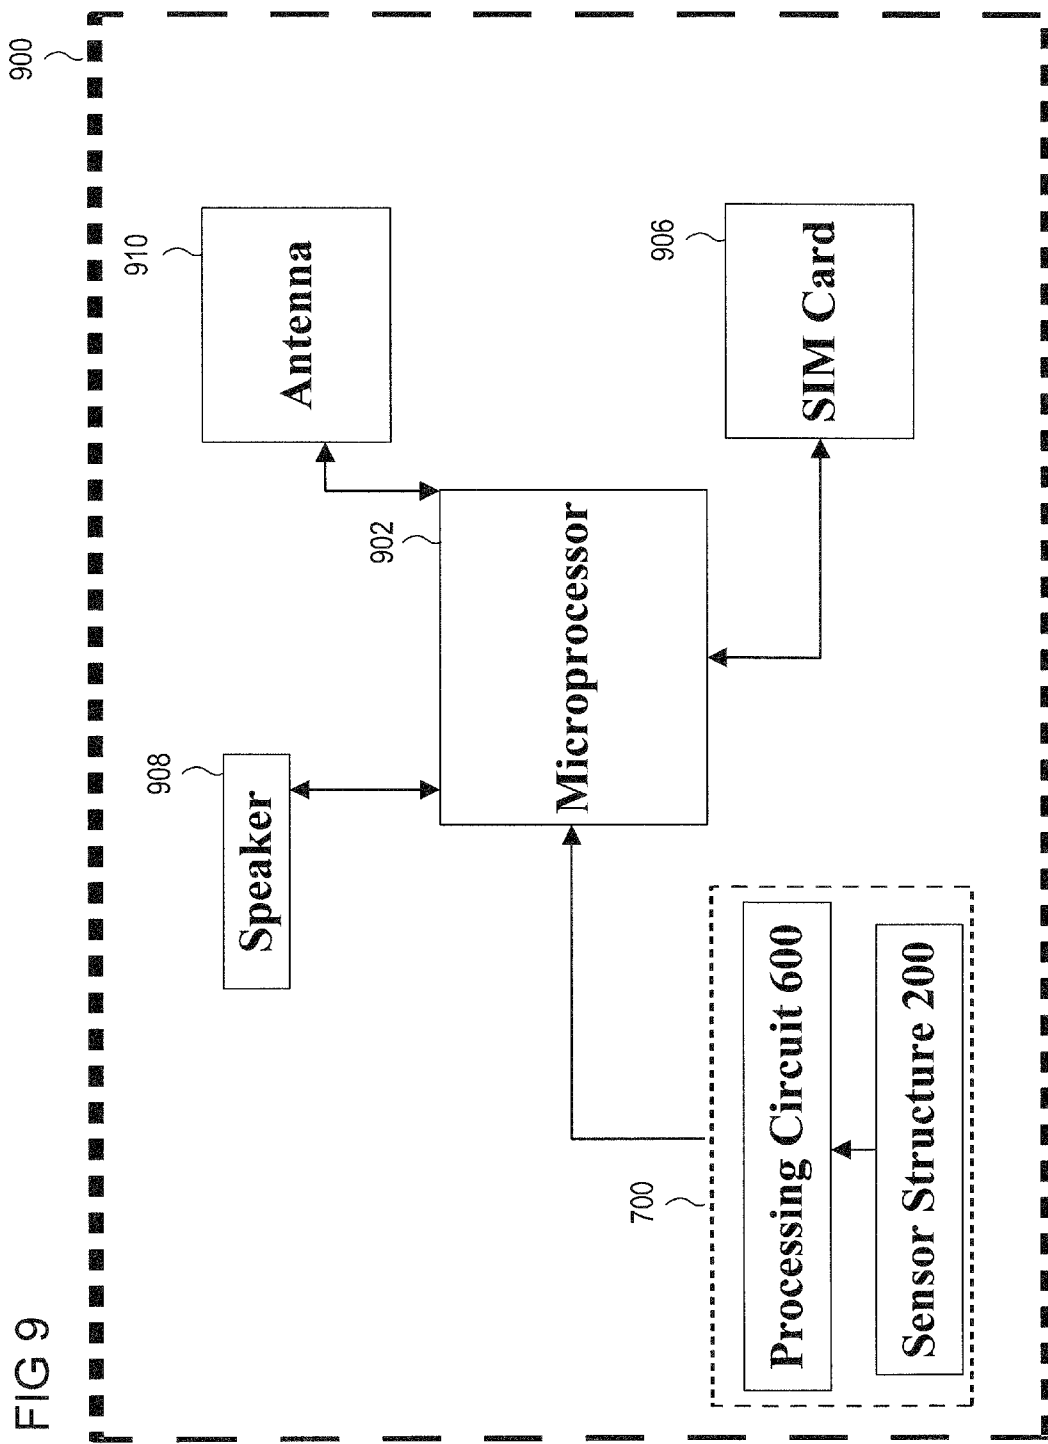 FIG 9
900
908
Speaker
910
Antenna
902
Microprocessor
906
SIM Card
700
Processing Circuit 600
Sensor Structure 200